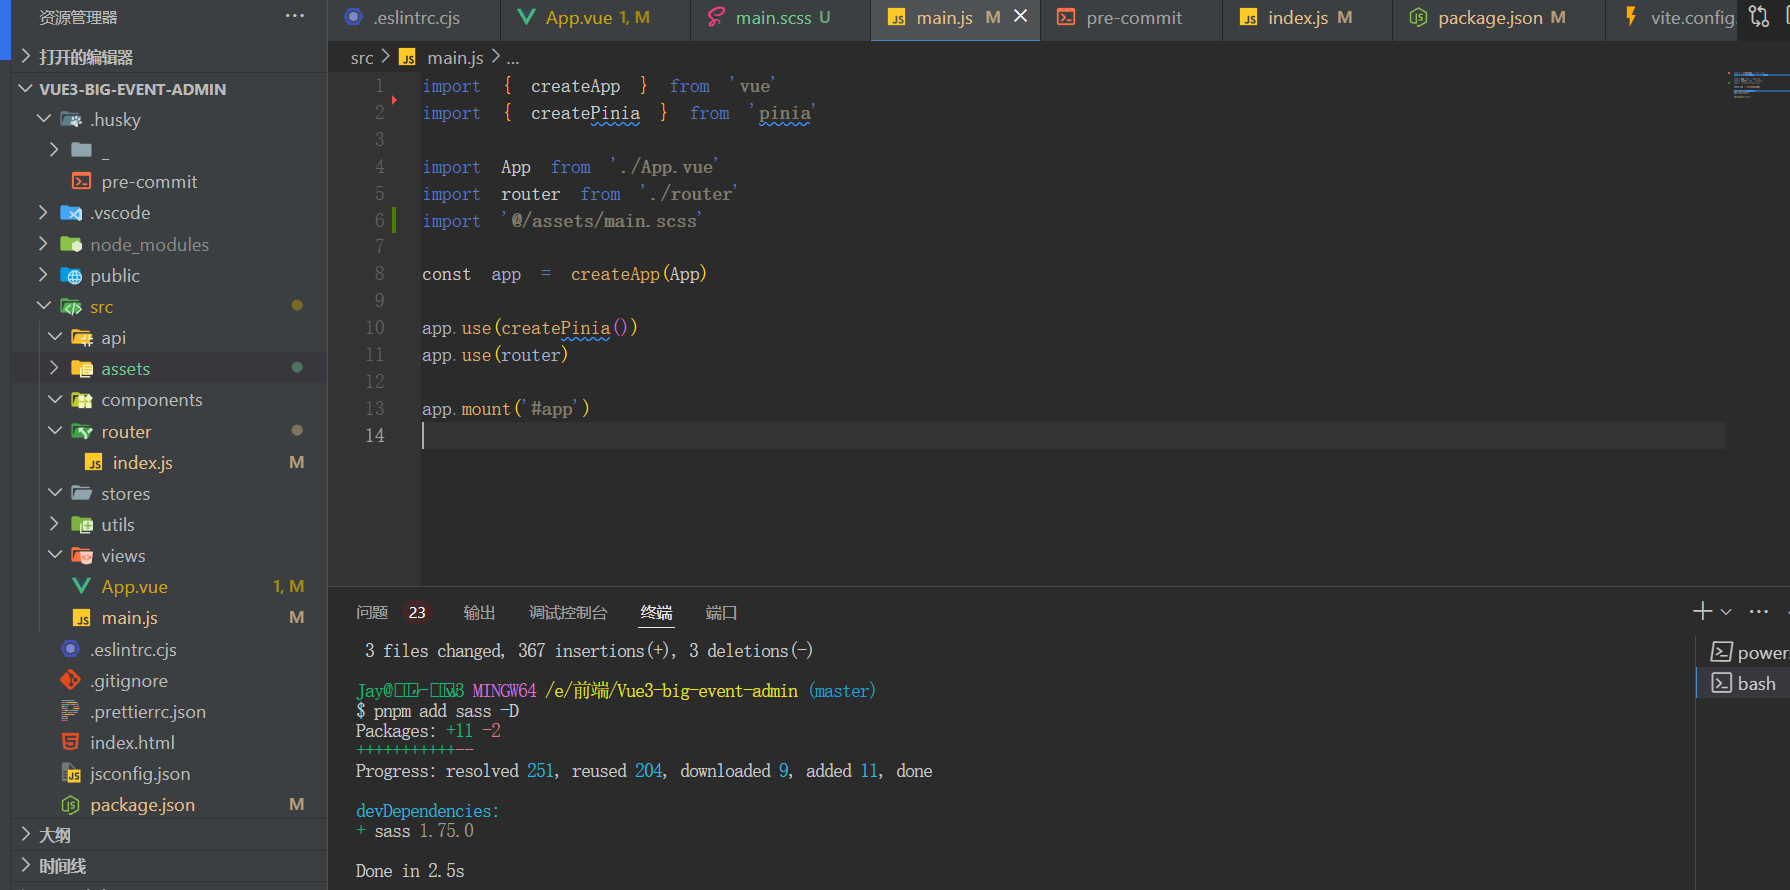 资源管理器
打开的编辑器
VUE3-BIG-EVENT-ADMIN
.husky
_
pre-commit
.vscode
node_modules
public
src
api
assets
components
router
index.js M
stores
utils
views
App.vue 1, M
main.js M
.eslintrc.cjs
.gitignore
.prettierrc.json
index.html
jsconfig.json
package.json M
大纲
时间线
.eslintrc.cjs App.vue 1, M main.scss U main.js M pre-commit index.js M package.json M vite.config.
src main.js ...
1 import { createApp } from 'vue'
2 import { createPinia } from 'pinia'
3
4 import App from './App.vue'
5 import router from './router'
6 import '@/assets/main.scss'
7
8 const app = createApp(App)
9
10 app.use(createPinia())
11 app.use(router)
12
13 app.mount('#app')
14
问题 23 输出 调试控制台 终端 端口
3 files changed, 367 insertions(+), 3 deletions(-)
MINGW64 /e/前端/Vue3-big-event-admin (master)
$ pnpm add sass -D
Packages: +11 -2
+++++++++++--
Progress: resolved 251, reused 204, downloaded 9, added 11, done
devDependencies:
+ sass 1.75.0
Done in 2.5s
powers
bash